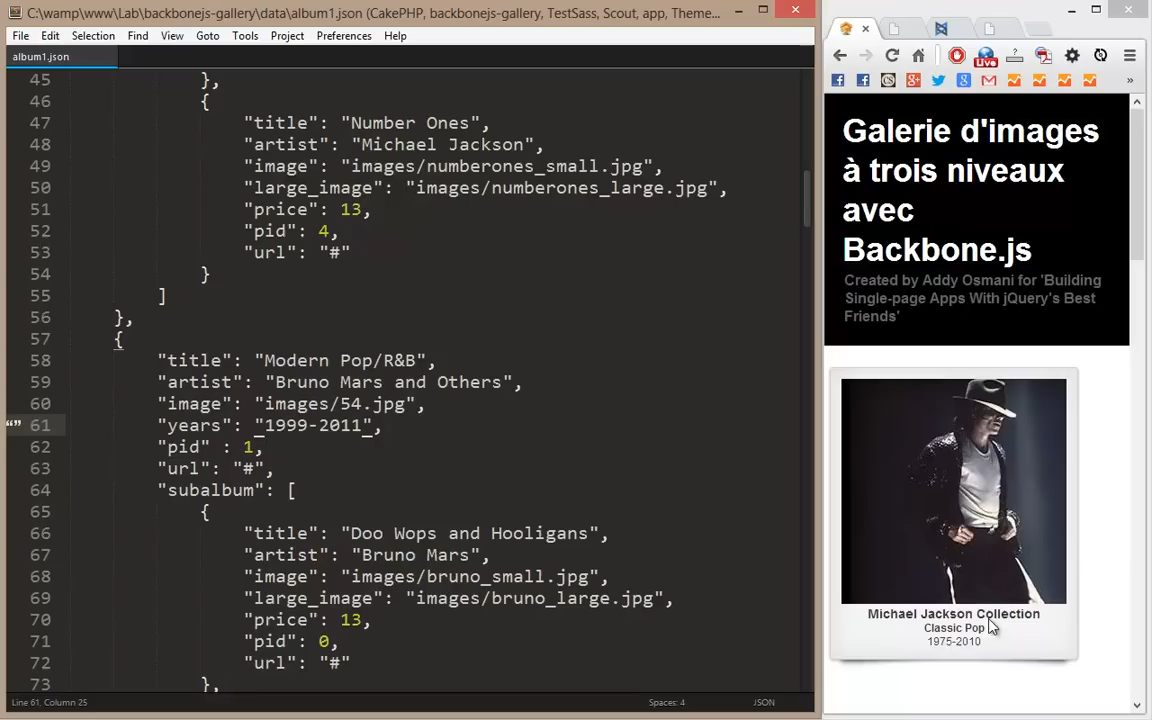 C:\wamp\www\Lab\backbonejs-gallery\data\album1.json (CakePHP, backbonejs-gallery, TestSass, Scout, app, Theme...
File Edit Selection Find View Goto Tools Project Preferences Help
album1.json
45 },
46 {
47 "title": "Number Ones",
48 "artist": "Michael Jackson",
49 "image": "images/numberones_small.jpg",
50 "large_image": "images/numberones_large.jpg",
51 "price": 13,
52 "pid": 4,
53 "url": "#"
54 }
55 ]
56 },
57 {
58 "title": "Modern Pop/R&B",
59 "artist": "Bruno Mars and Others",
60 "image": "images/54.jpg",
61 "years": "1999-2011",
62 "pid" : 1,
63 "url": "#",
64 "subalbum": [
65 {
66 "title": "Doo Wops and Hooligans",
67 "artist": "Bruno Mars",
68 "image": "images/bruno_small.jpg",
69 "large_image": "images/bruno_large.jpg",
70 "price": 13,
71 "pid": 0,
72 "url": "#"
73 },
Line 61, Column 25 Spaces: 4 JSON
Live
Galerie d'images
à trois niveaux
avec
Backbone.js
Created by Addy Osmani for 'Building
Single-page Apps With jQuery's Best
Friends'
Michael Jackson Collection
Classic Pop
1975-2010